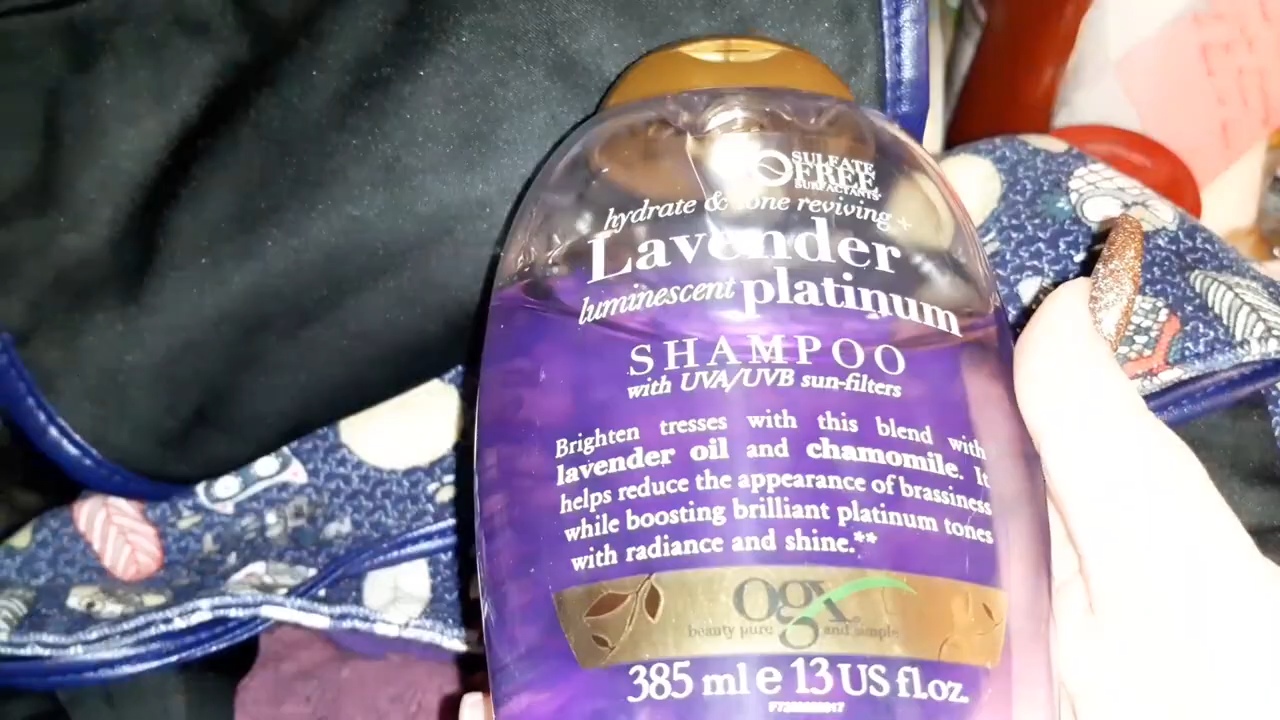 SULFATE
FREE
SURFACTANTS
hydrate & tone reviving +
Lavender
luminescent platinum
SHAMPOO
with UVA/UVB sun-filters
Brighten tresses with this blend with
lavender oil and chamomile. It
helps reduce the appearance of brassiness
while boosting brilliant platinum tones
with radiance and shine.**
ogx
beauty pure and simple
385 ml e 13 US fl.oz.